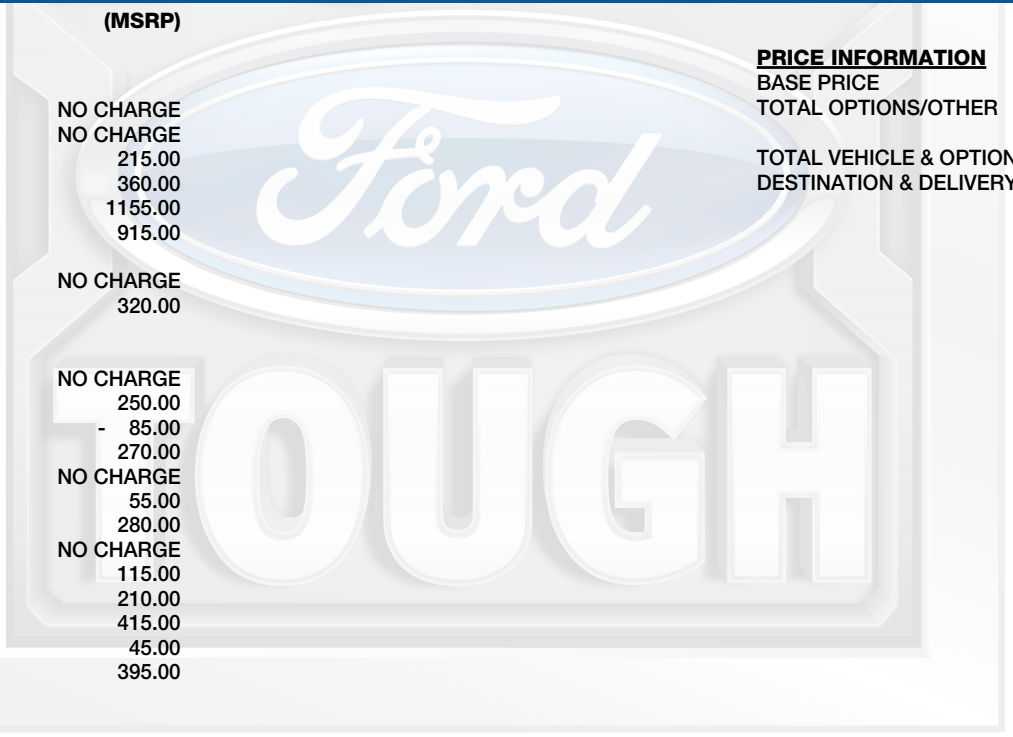 (MSRP)
NO CHARGE
NO CHARGE
215.00
360.00
1155.00
915.00
NO CHARGE
320.00
NO CHARGE
250.00
- 85.00
270.00
NO CHARGE
55.00
280.00
NO CHARGE
115.00
210.00
415.00
45.00
395.00
PRICE INFORMATION
BASE PRICE
TOTAL OPTIONS/OTHER
TOTAL VEHICLE & OPTION
DESTINATION & DELIVERY
Ford
TOUGH